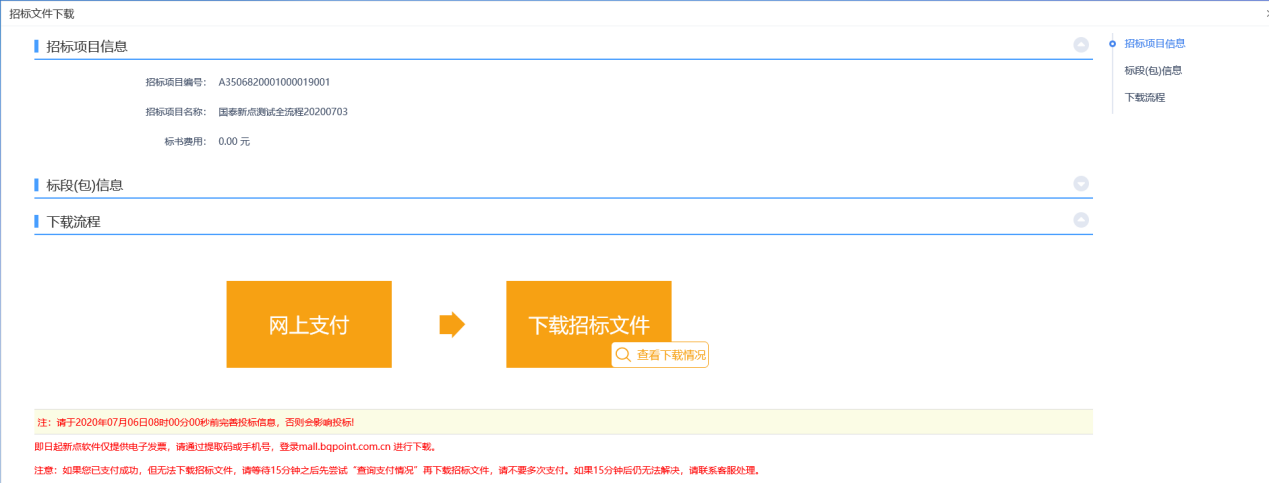 招标文件下载
招标项目信息
招标项目编号： A3506820001000019001
招标项目名称： 国泰新点测试全流程20200703
标书费用： 0.00 元
标段(包)信息
下载流程
网上支付
下载招标文件
查看下载情况
注：请于2020年07月06日08时00分00秒前完善投标信息，否则会影响投标!
即日起新点软件仅提供电子发票，请通过提取码或手机号，登录mall.bqpoint.com.cn 进行下载。
注意：如果您已支付成功，但无法下载招标文件，请等待15分钟之后先尝试“查询支付情况”再下载招标文件，请不要多次支付。如果15分钟后仍无法解决，请联系客服处理。
招标项目信息
标段(包)信息
下载流程